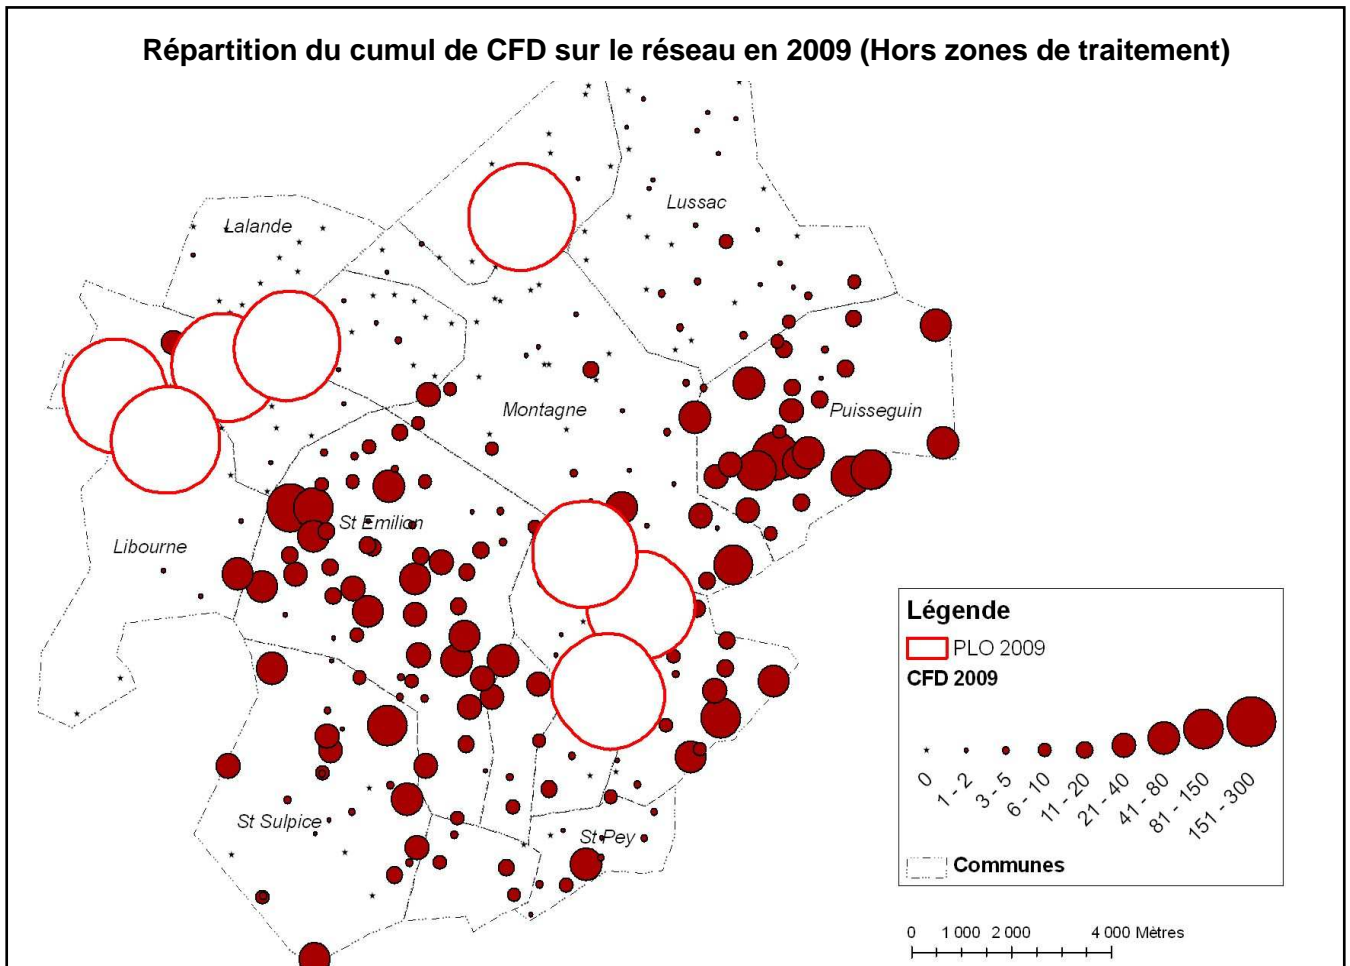 Répartition du cumul de CFD sur le réseau en 2009 (Hors zones de traitement)
Lussac
Lalande
Montagne
Puisseguin
St Emilion
Libourne
St Sulpice
St Pey
Légende
PLO 2009
CFD 2009
0
1 - 2
3 - 5
6 - 10
11 - 20
21 - 40
41 - 80
81 - 150
151 - 300
Communes
0 1 000 2 000 4 000 Mètres